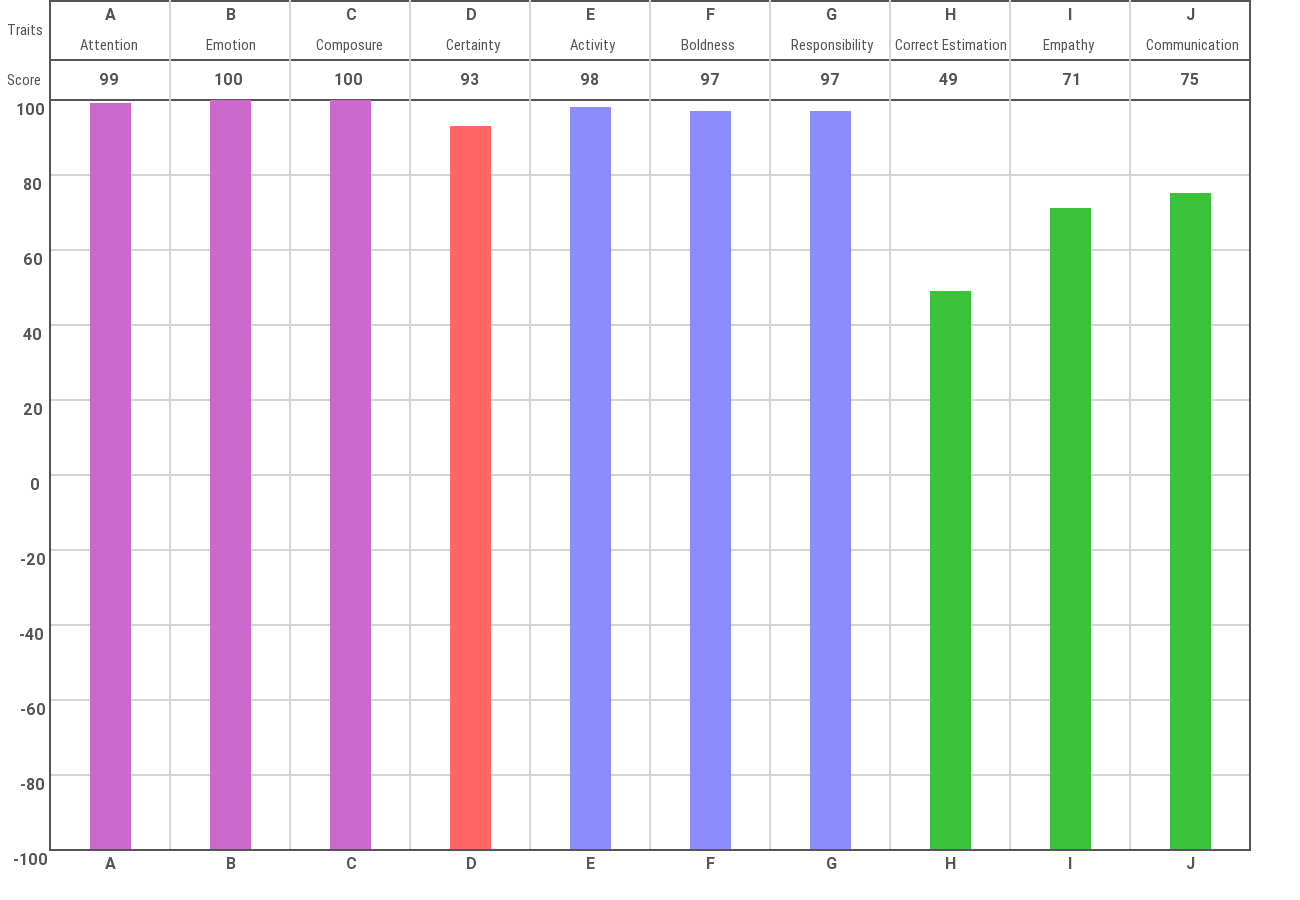 A B C D E F G H I J
Traits
Attention Emotion Composure Certainty Activity Boldness Responsibility Correct Estimation Empathy Communication
Score 99 100 100 93 98 97 97 49 71 75
100
80
60
40
20
0
-20
-40
-60
-80
-100
A B C D E F G H I J